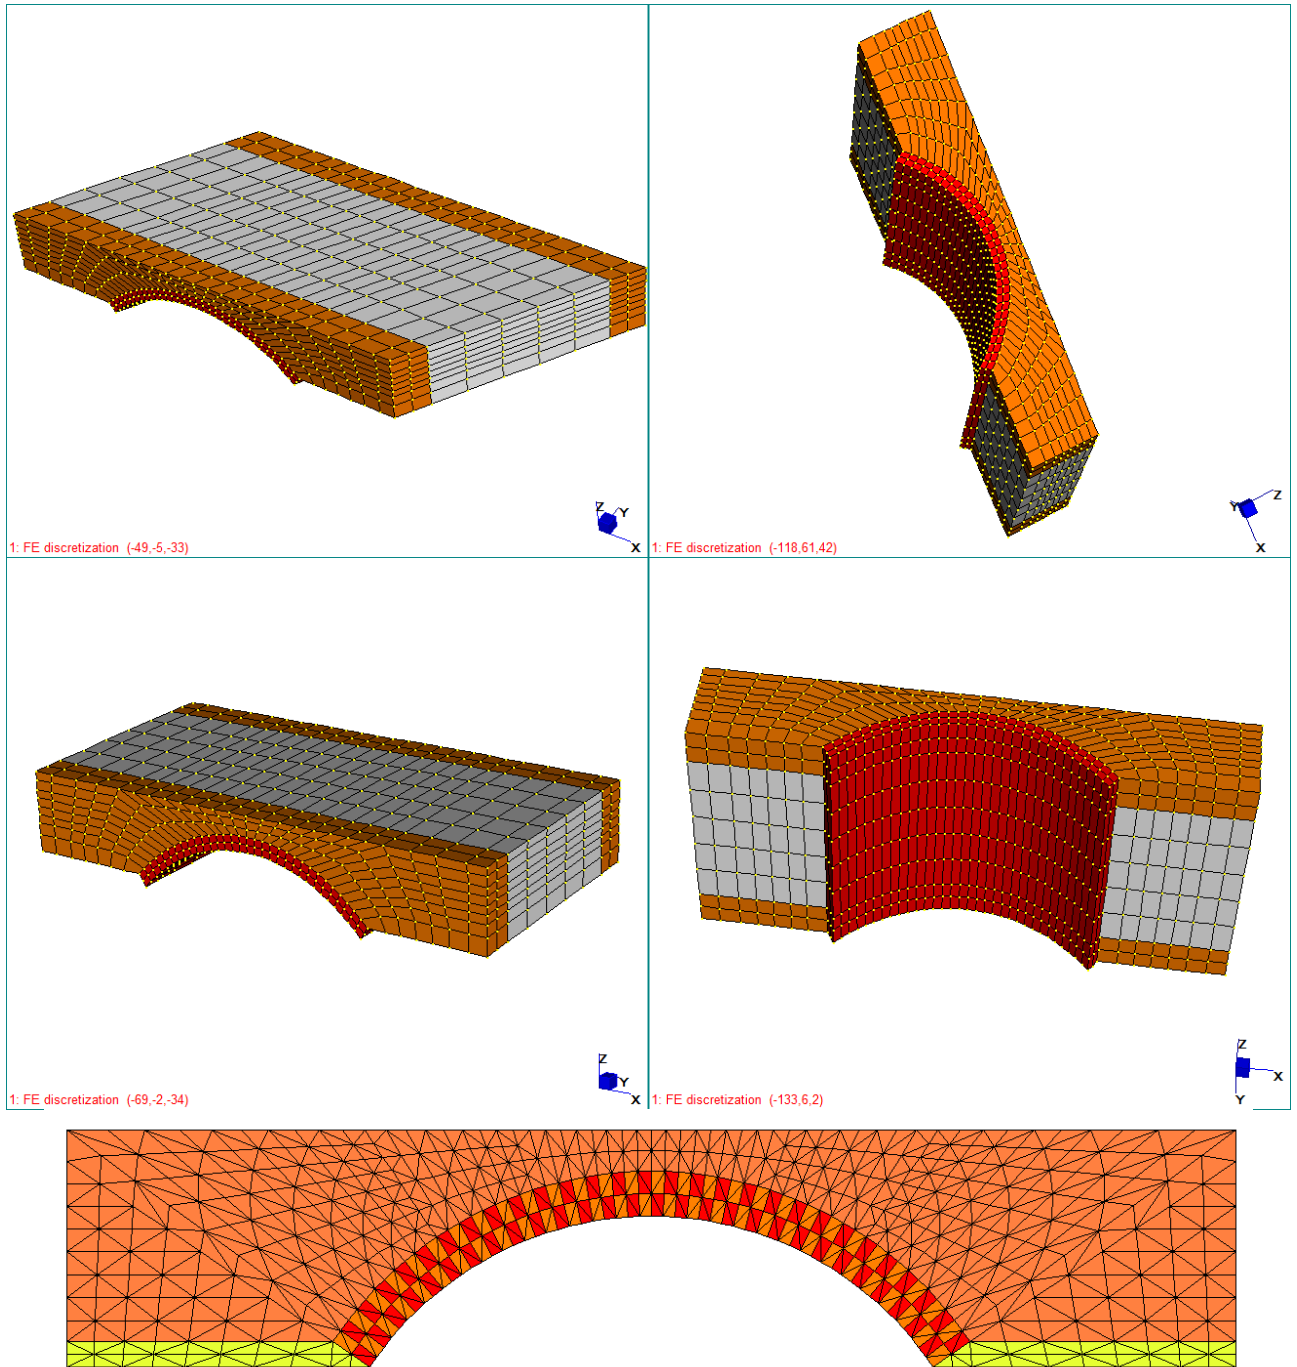 Z
Y
X
1: FE discretization (-49,-5,-33)
Y
Z
X
1: FE discretization (-118,61,42)
Z
Y
X
1: FE discretization (-69,-2,-34)
Z
X
Y
1: FE discretization (-133,6,2)